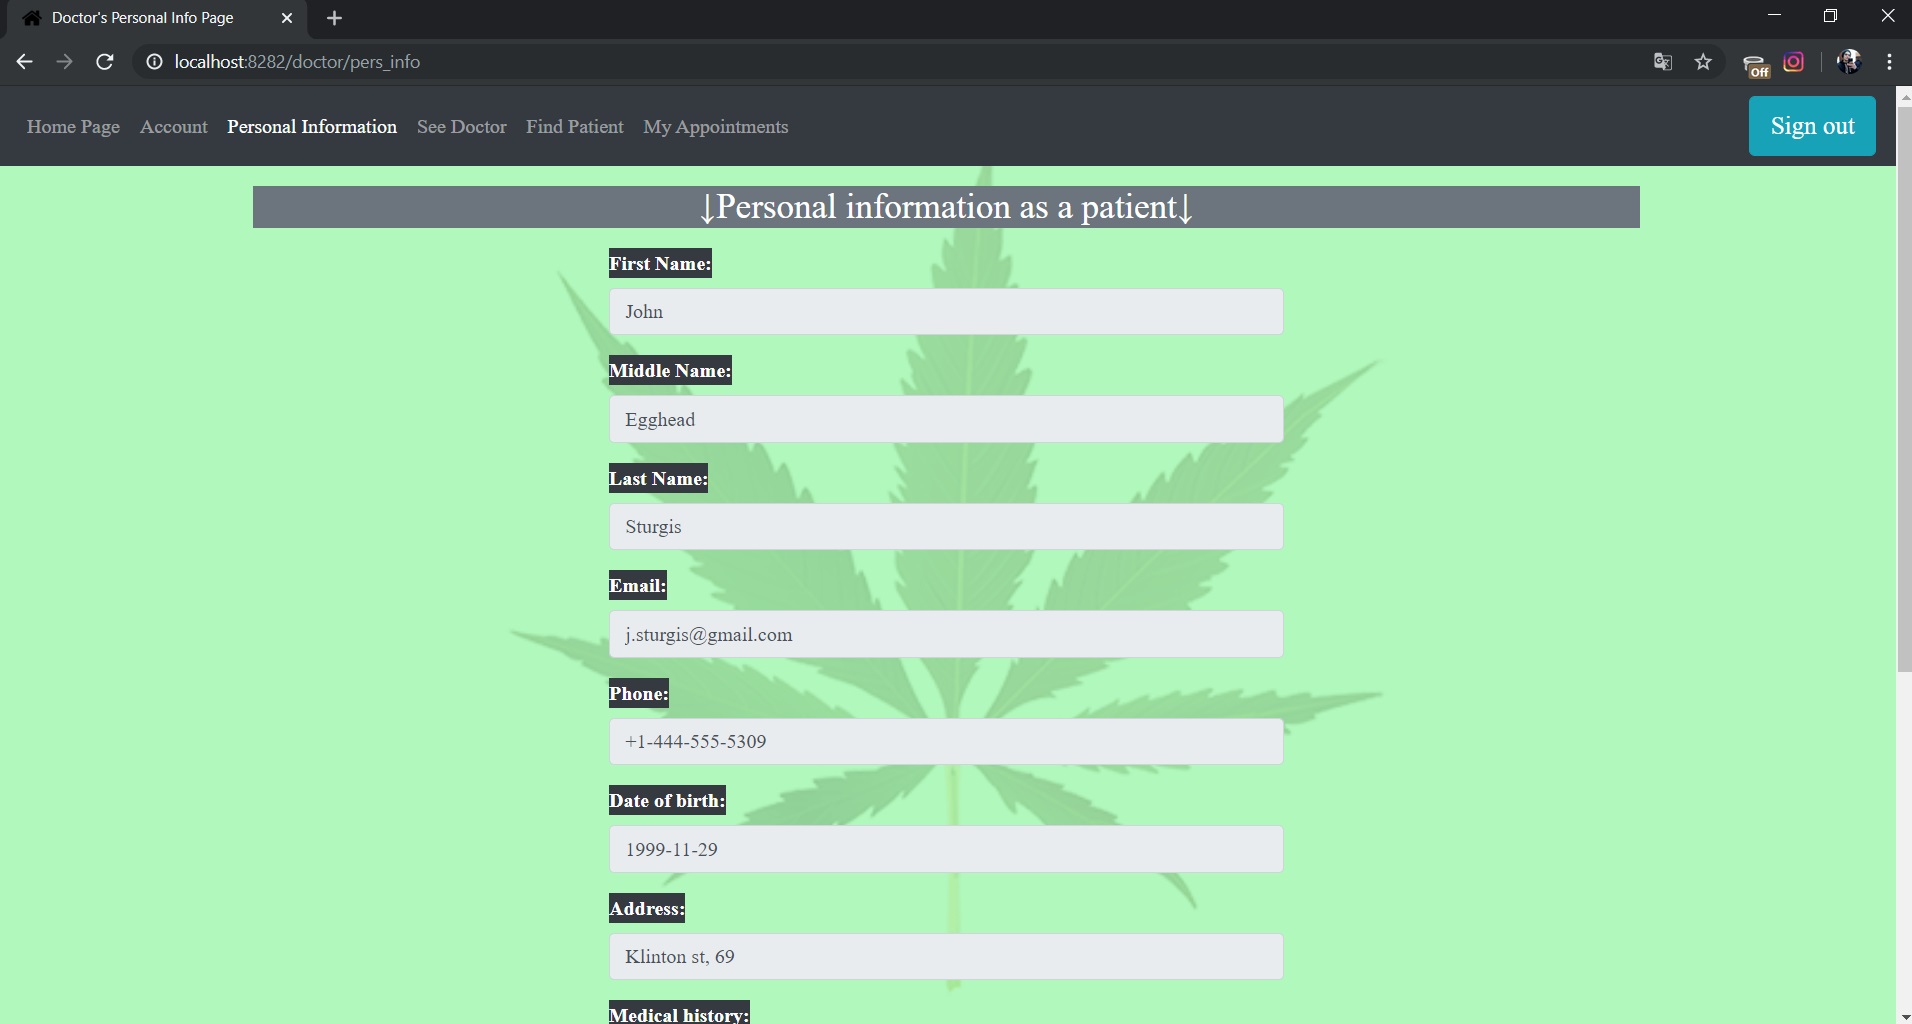 Doctor's Personal Info Page
localhost:8282/doctor/pers_info
Off
Home Page Account Personal Information See Doctor Find Patient My Appointments Sign out
↓Personal information as a patient↓
First Name:
John
Middle Name:
Egghead
Last Name:
Sturgis
Email:
j.sturgis@gmail.com
Phone:
+1-444-555-5309
Date of birth:
1999-11-29
Address:
Klinton st, 69
Medical history: